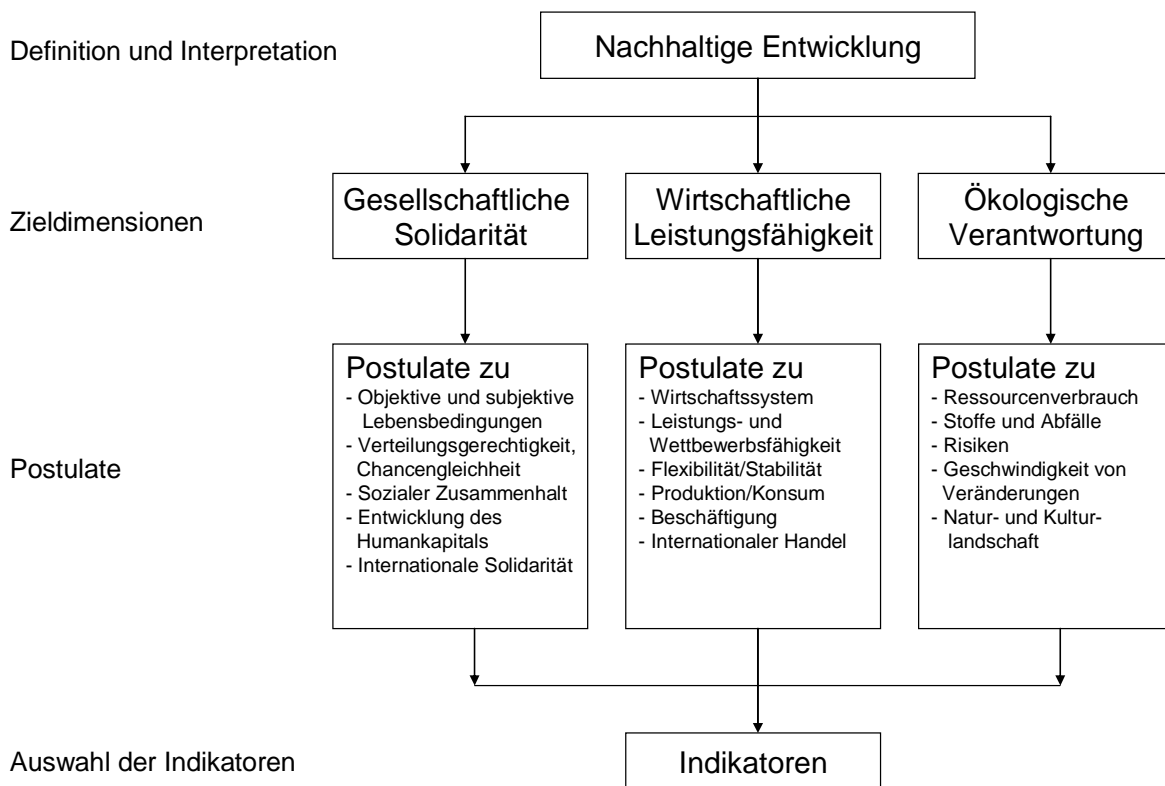 Definition und Interpretation
Nachhaltige Entwicklung
Zieldimensionen
Gesellschaftliche
Solidarität
Wirtschaftliche
Leistungsfähigkeit
Ökologische
Verantwortung
Postulate
Postulate zu
- Objektive und subjektive
Lebensbedingungen
- Verteilungsgerechtigkeit,
Chancengleichheit
- Sozialer Zusammenhalt
- Entwicklung des
Humankapitals
- Internationale Solidarität
Postulate zu
- Wirtschaftssystem
- Leistungs- und
Wettbewerbsfähigkeit
- Flexibilität/Stabilität
- Produktion/Konsum
- Beschäftigung
- Internationaler Handel
Postulate zu
- Ressourcenverbrauch
- Stoffe und Abfälle
- Risiken
- Geschwindigkeit von
Veränderungen
- Natur- und Kultur-
landschaft
Auswahl der Indikatoren
Indikatoren